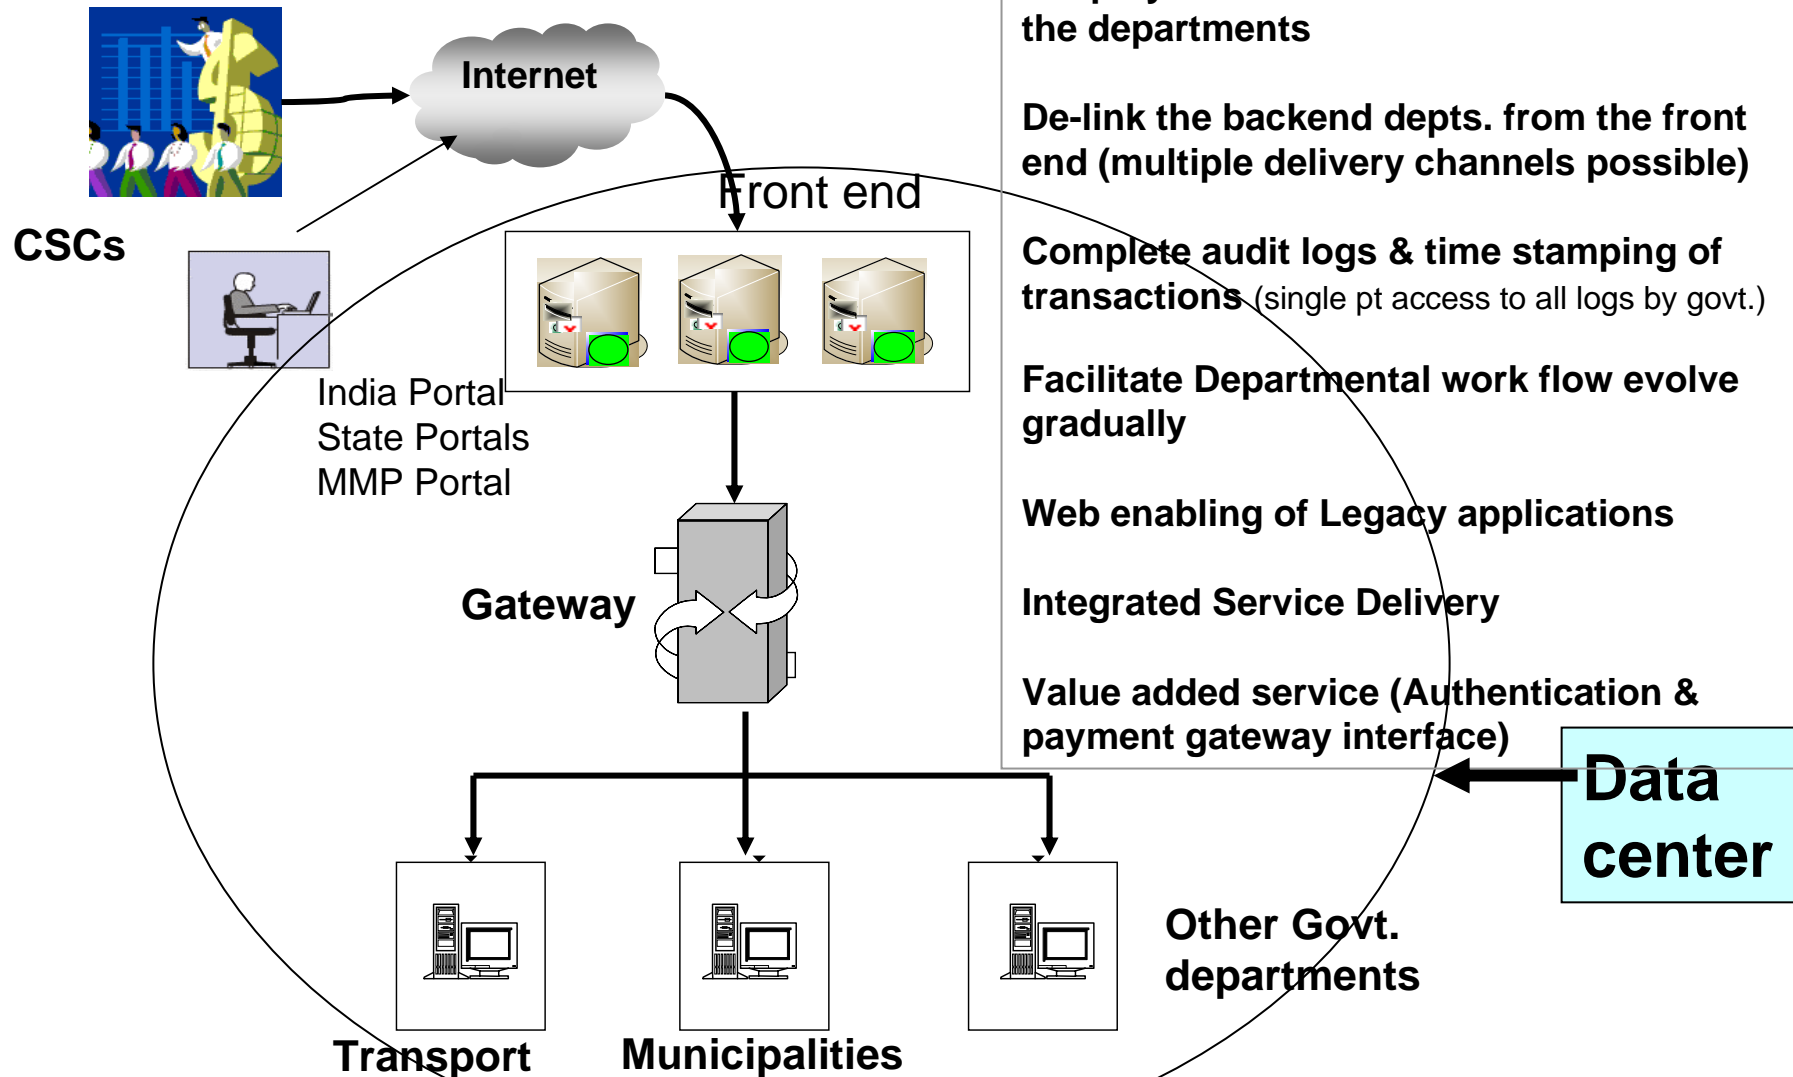 the departments
Internet
De-link the backend depts. from the front
end (multiple delivery channels possible)
Front end
CSCs
Complete audit logs & time stamping of
transactions (single pt access to all logs by govt.)
India Portal
State Portals
MMP Portal
Facilitate Departmental work flow evolve
gradually
Web enabling of Legacy applications
Gateway
Integrated Service Delivery
Value added service (Authentication &
payment gateway interface)
Data
center
Other Govt.
departments
Transport
Municipalities